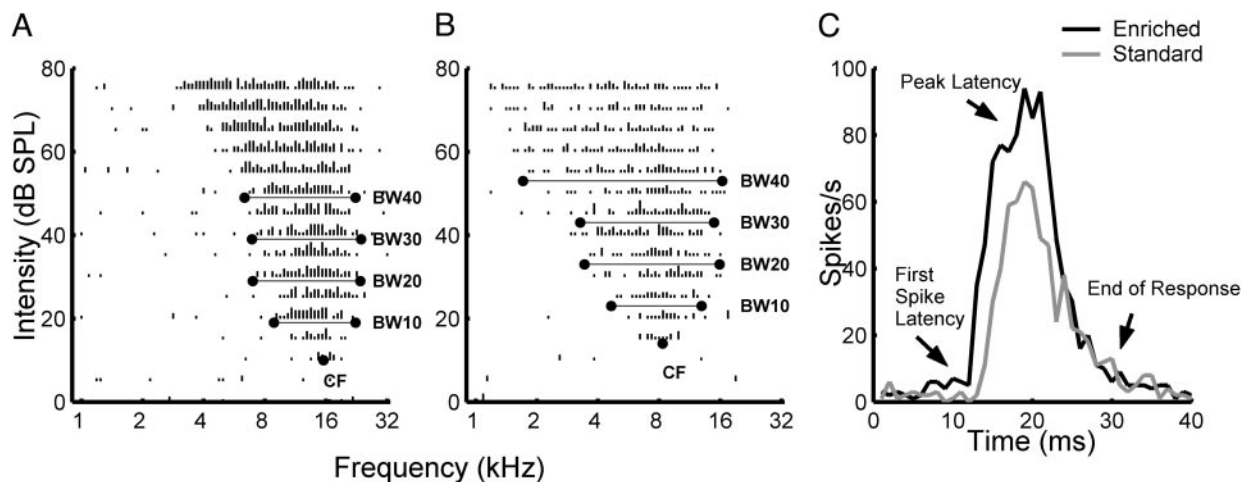 A
B
C
Enriched
Standard
Intensity (dB SPL)
80
60
40
20
0
BW40
BW30
BW20
BW10
CF
1 2 4 8 16 32
80
60
40
20
0
BW40
BW30
BW20
BW10
CF
1 2 4 8 16 32
Frequency (kHz)
Spikes/s
100
80
60
40
20
0
Peak Latency
First
Spike
Latency
End of Response
0 10 20 30 40
Time (ms)